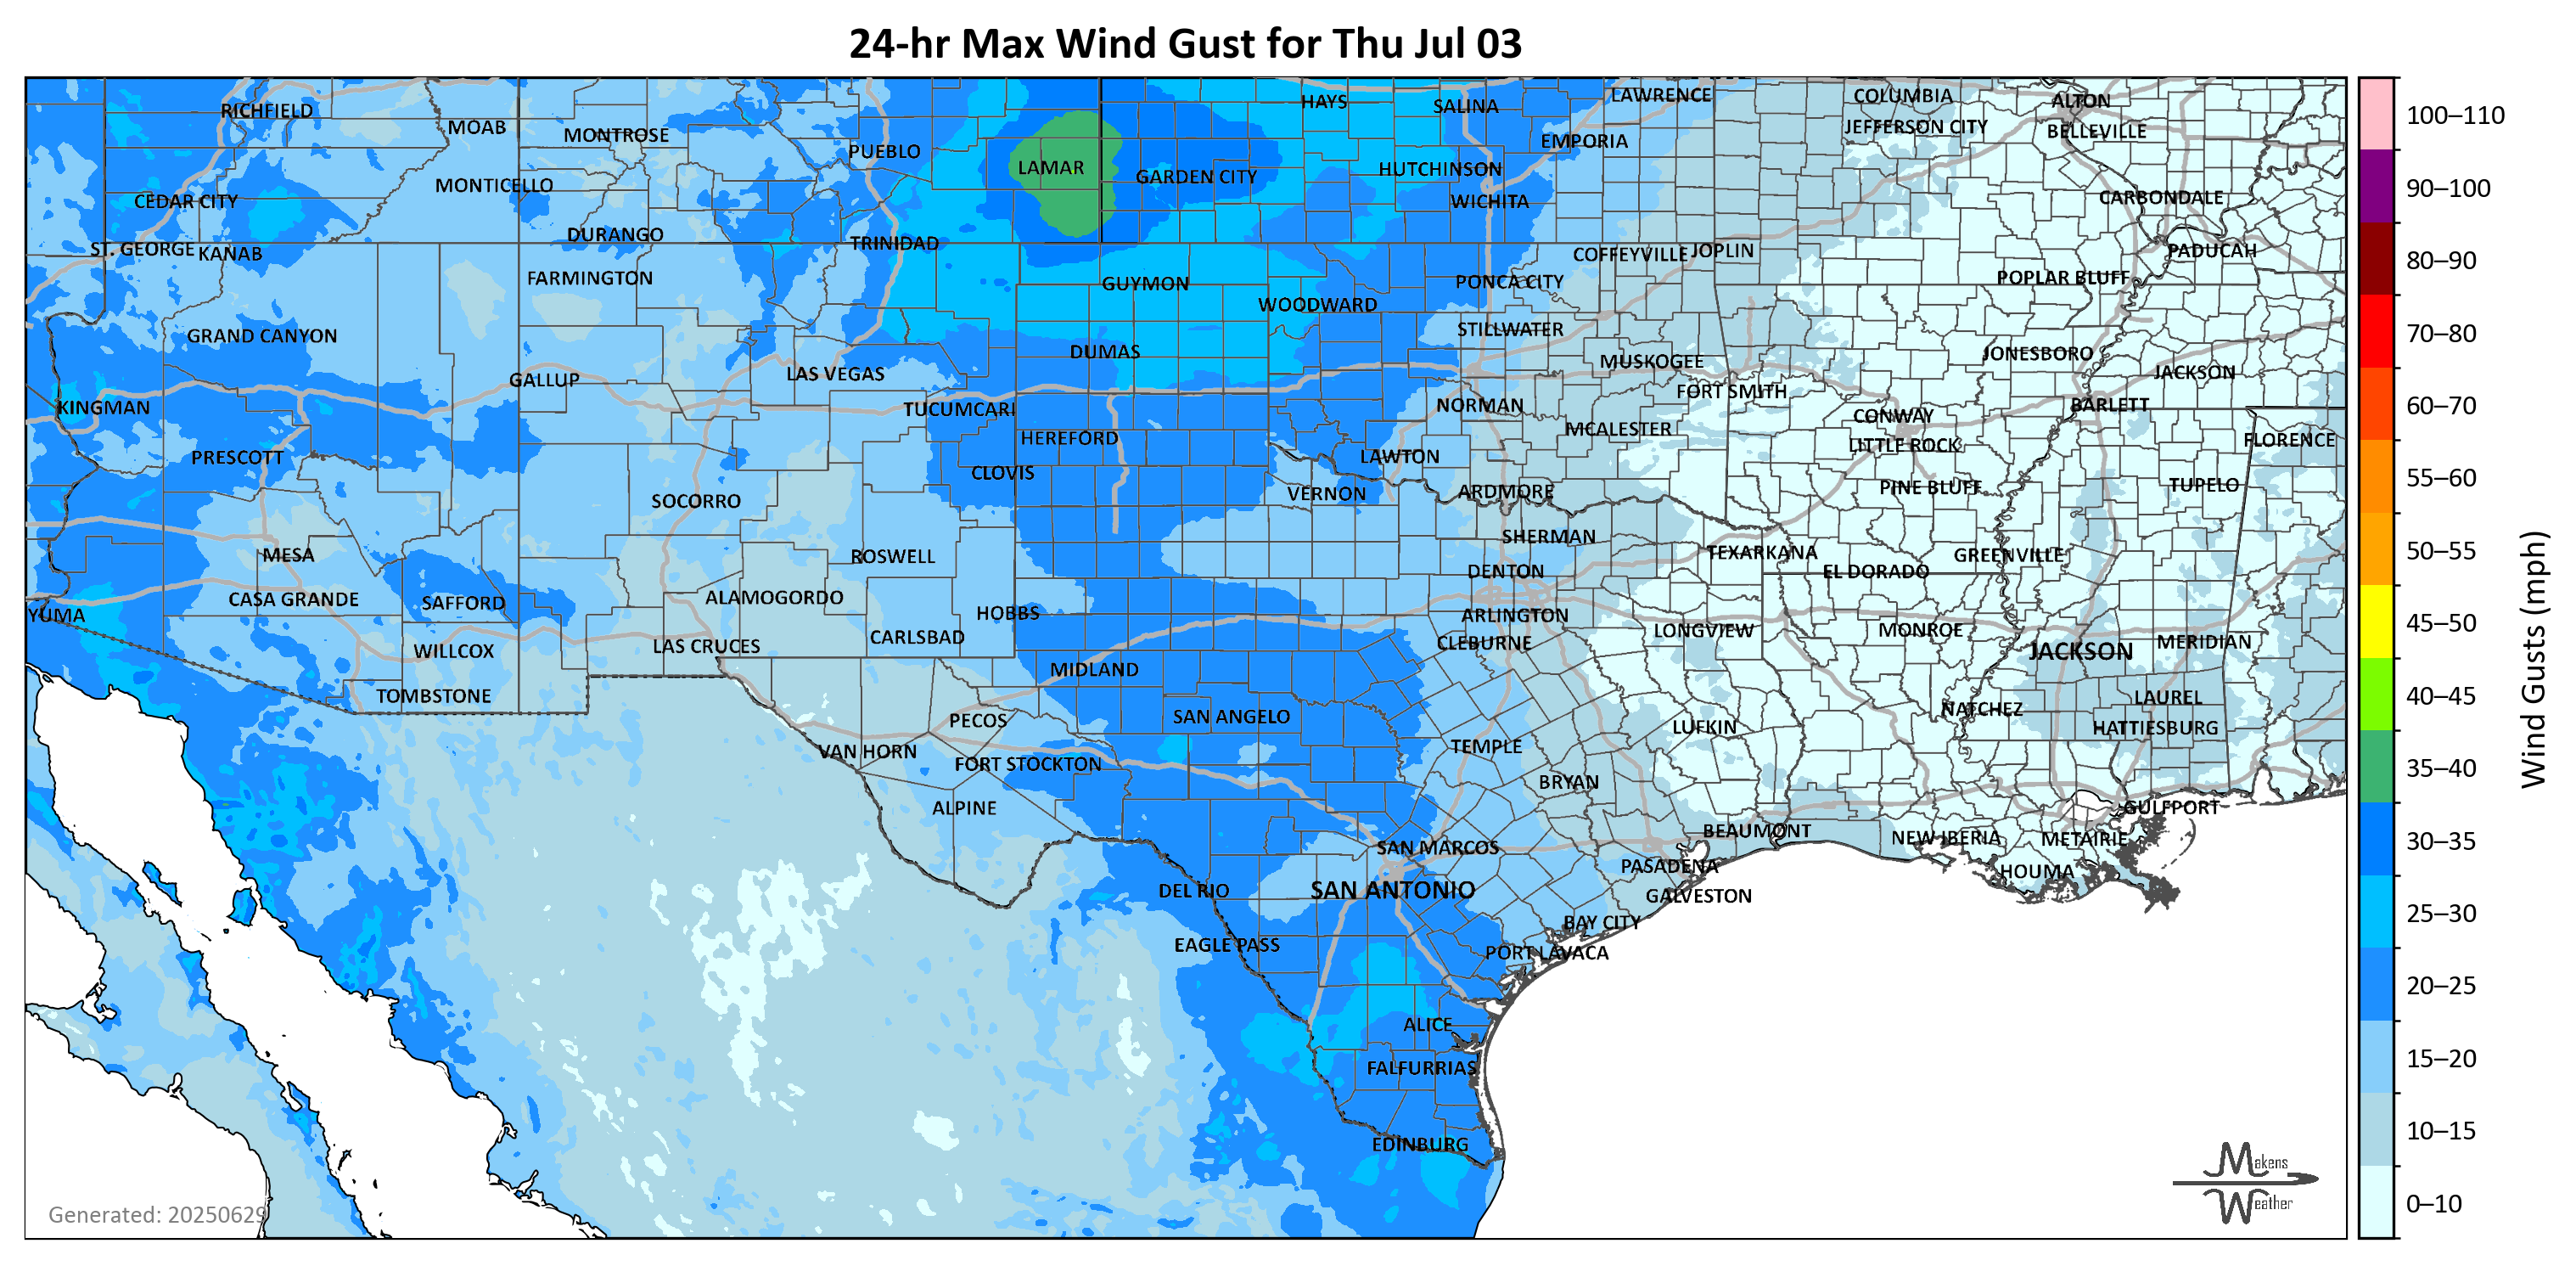 24-hr Max Wind Gust for Thu Jul 03
RICHFIELD
MOAB
MONTROSE
PUEBLO
LAMAR
GARDEN CITY
HAYS
SALINA
LAWRENCE
EMPORIA
HUTCHINSON
WICHITA
COLUMBIA
JEFFERSON CITY
ALTON
BELLEVILLE
MONTICELLO
CEDAR CITY
CARBONDALE
ST. GEORGE
KANAB
DURANGO
TRINIDAD
FARMINGTON
GUYMON
WOODWARD
PONCA CITY
COFFEYVILLE
JOPLIN
POPLAR BLUFF
PADUCAH
GRAND CANYON
STILLWATER
DUMAS
MUSKOGEE
JONESBORO
JACKSON
GALLUP
LAS VEGAS
FORT SMITH
KINGMAN
TUCUMCARI
NORMAN
CONWAY
BARLETT
HEREFORD
MCALESTER
LITTLE ROCK
FLORENCE
PRESCOTT
CLOVIS
LAWTON
VERNON
ARDMORE
PINE BLUFF
TUPELO
SOCORRO
MESA
ROSWELL
SHERMAN
TEXARKANA
GREENVILLE
DENTON
EL DORADO
CASA GRANDE
SAFFORD
ALAMOGORDO
HOBBS
ARLINGTON
YUMA
WILLCOX
LAS CRUCES
CARLSBAD
CLEBURNE
LONGVIEW
MONROE
JACKSON
MERIDIAN
MIDLAND
TOMBSTONE
PECOS
SAN ANGELO
NATCHEZ
LAUREL
HATTIESBURG
LUFKIN
VAN HORN
FORT STOCKTON
TEMPLE
BRYAN
ALPINE
GULFPORT
SAN MARCOS
BEAUMONT
NEW IBERIA
METAIRIE
DEL RIO
SAN ANTONIO
PASADENA
GALVESTON
HOUMA
BAY CITY
EAGLE PASS
PORT LAVACA
ALICE
FALFURRIAS
EDINBURG
Generated: 20250629
Makens
Weather
100–110
90–100
80–90
70–80
60–70
55–60
50–55
45–50
40–45
35–40
30–35
25–30
20–25
15–20
10–15
0–10
Wind Gusts (mph)